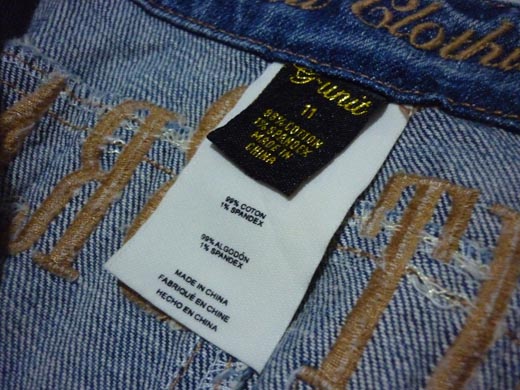 Clothi
g'unit
11
99% COTTON
1% SPANDEX
MADE IN
CHINA
99% COTON
1% SPANDEX
99% ALGODÓN
1% SPANDEX
MADE IN CHINA
FABRIQUÉ EN CHINE
HECHO EN CHINA